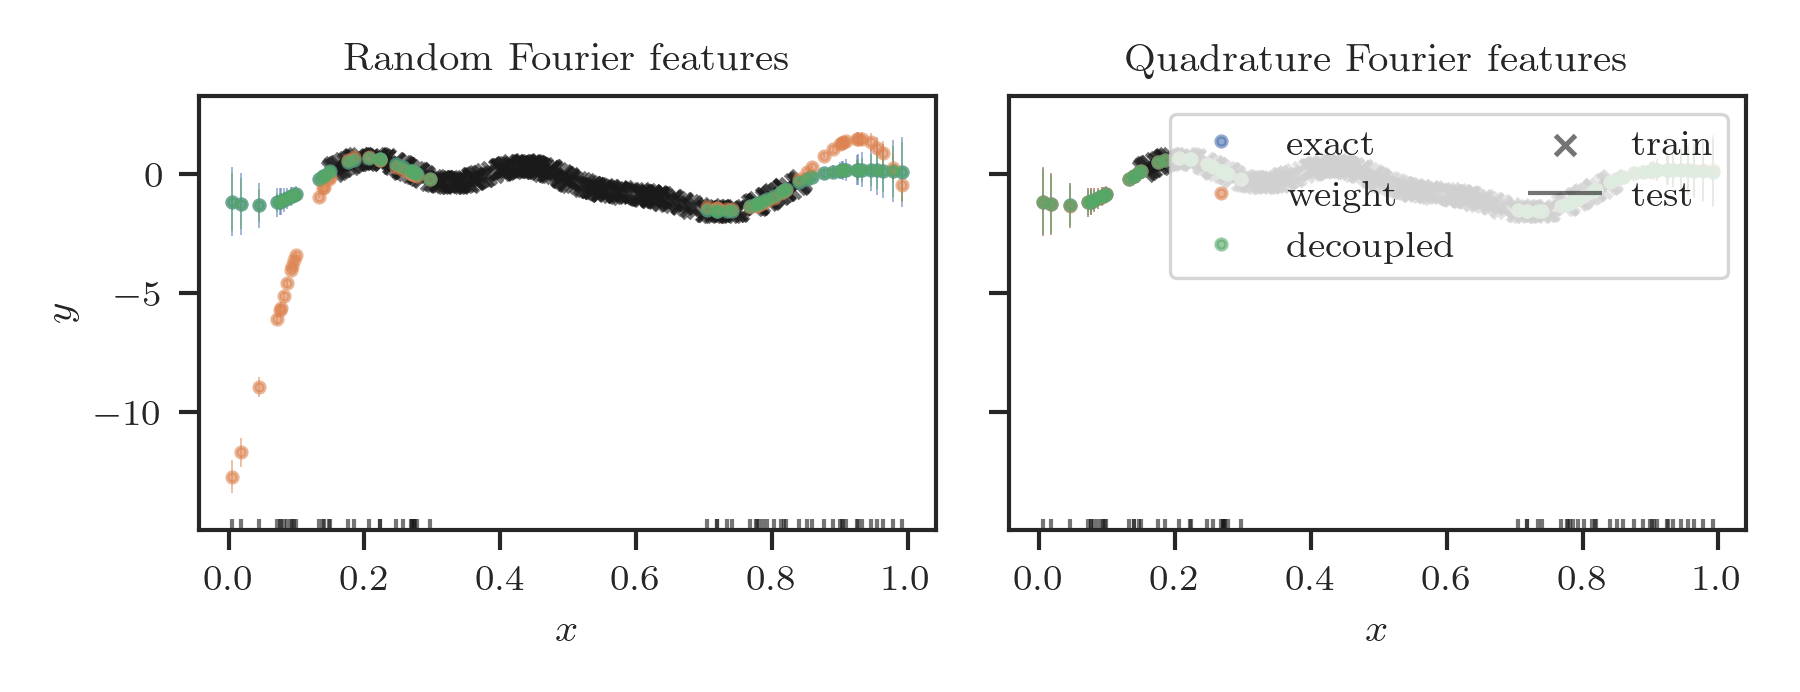 Random Fourier features
Quadrature Fourier features
exact
weight
decoupled
train
test
y
0
−5
−10
0.0 0.2 0.4 0.6 0.8 1.0
0.0 0.2 0.4 0.6 0.8 1.0
x
x